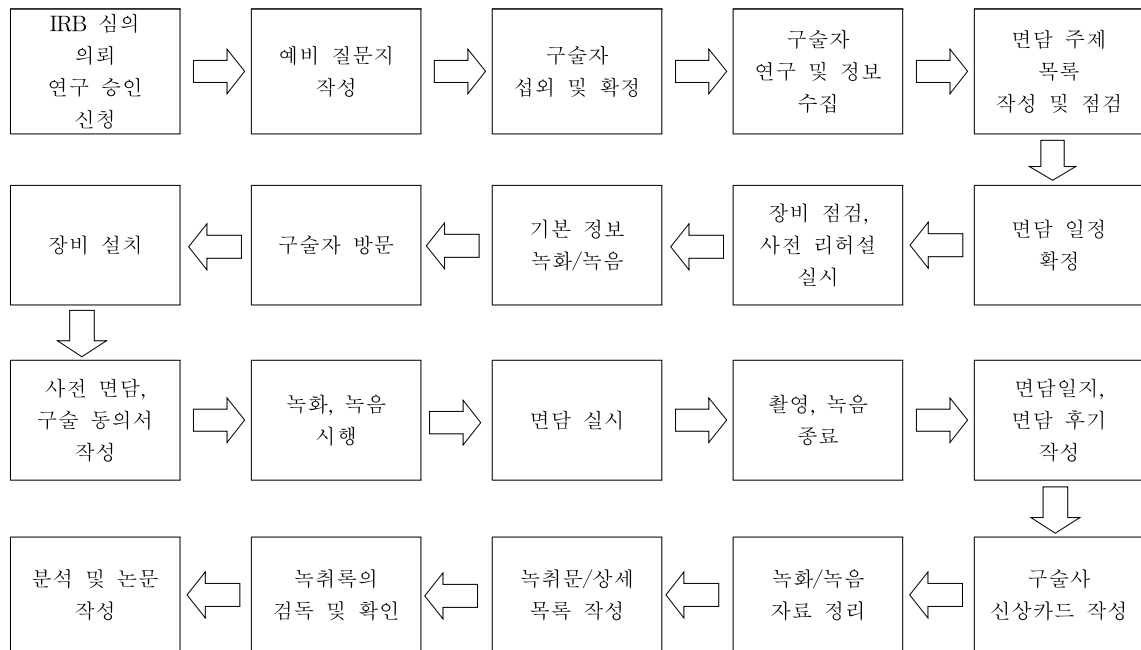 IRB 심의
의뢰
연구 승인
신청
예비 질문지
작성
구술자
섭외 및 확정
구술자
연구 및 정보
수집
면담 주제
목록
작성 및 점검
면담 일정
확정
장비 점검,
사전 리허설
실시
기본 정보
녹화/녹음
구술자 방문
장비 설치
사전 면담,
구술 동의서
작성
녹화, 녹음
시행
면담 실시
촬영, 녹음
종료
면담일지,
면담 후기
작성
구술사
신상카드 작성
녹화/녹음
자료 정리
녹취문/상세
목록 작성
녹취록의
검독 및 확인
분석 및 논문
작성